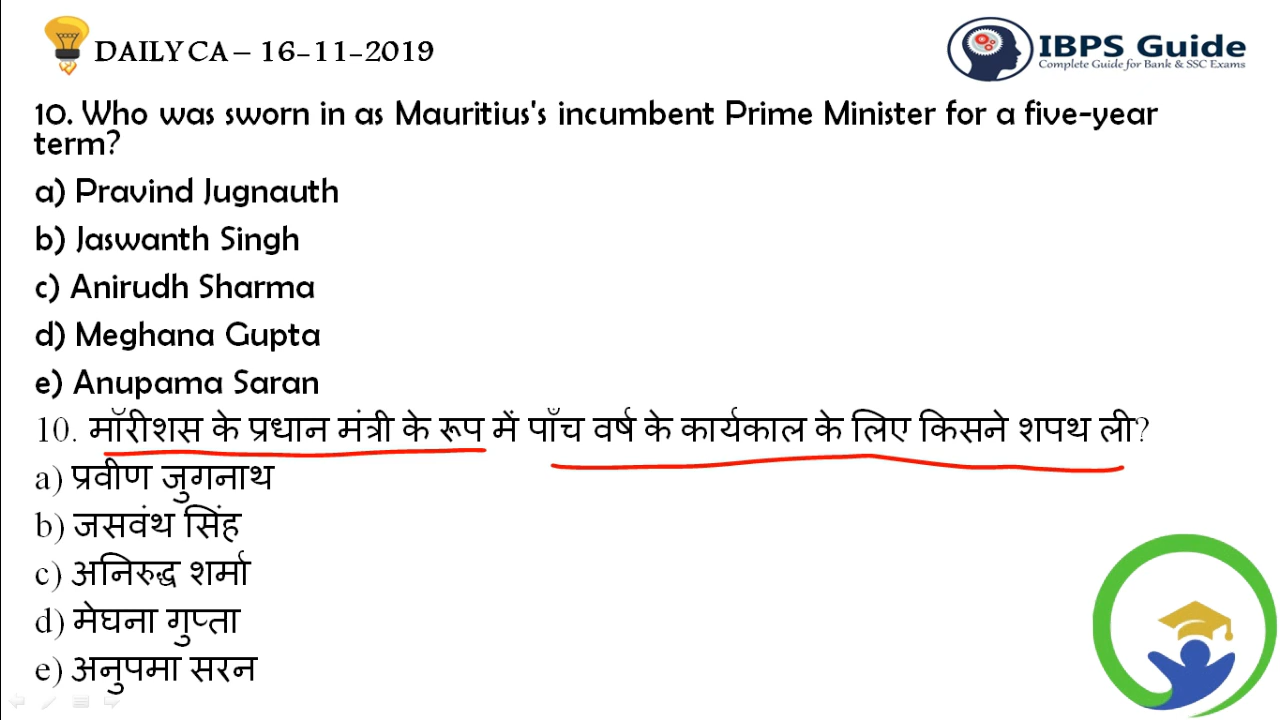 DAILY CA – 16-11-2019
IBPS Guide
Complete Guide for Bank & SSC Exams
10. Who was sworn in as Mauritius's incumbent Prime Minister for a five-year
term?
a) Pravind Jugnauth
b) Jaswanth Singh
c) Anirudh Sharma
d) Meghana Gupta
e) Anupama Saran
10. मॉरीशस के प्रधान मंत्री के रूप में पाँच वर्ष के कार्यकाल के लिए किसने शपथ ली?
a) प्रवीण जुगनाथ
b) जसवंथ सिंह
c) अनिरुद्ध शर्मा
d) मेघना गुप्ता
e) अनुपमा सरन